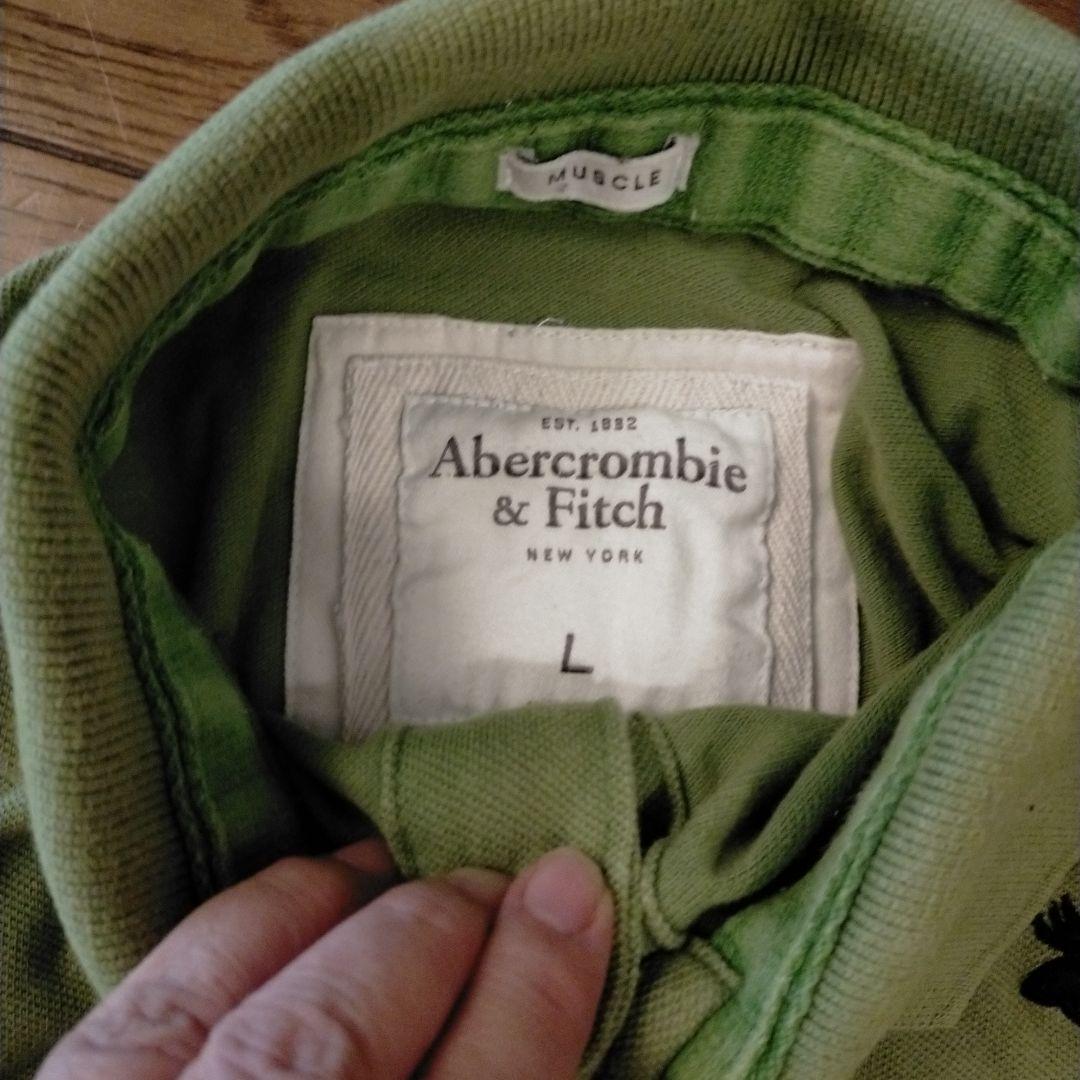 MUSCLE
EST. 1892
Abercrombie
& Fitch
NEW YORK
L